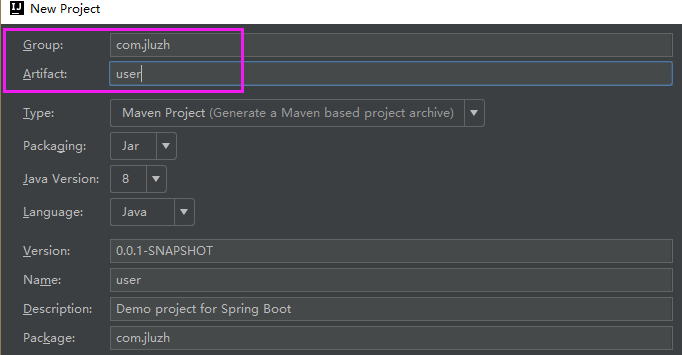 IJ New Project
Group: com.jluzh
Artifact: user
Type: Maven Project (Generate a Maven based project archive)
Packaging: Jar
Java Version: 8
Language: Java
Version: 0.0.1-SNAPSHOT
Name: user
Description: Demo project for Spring Boot
Package: com.jluzh